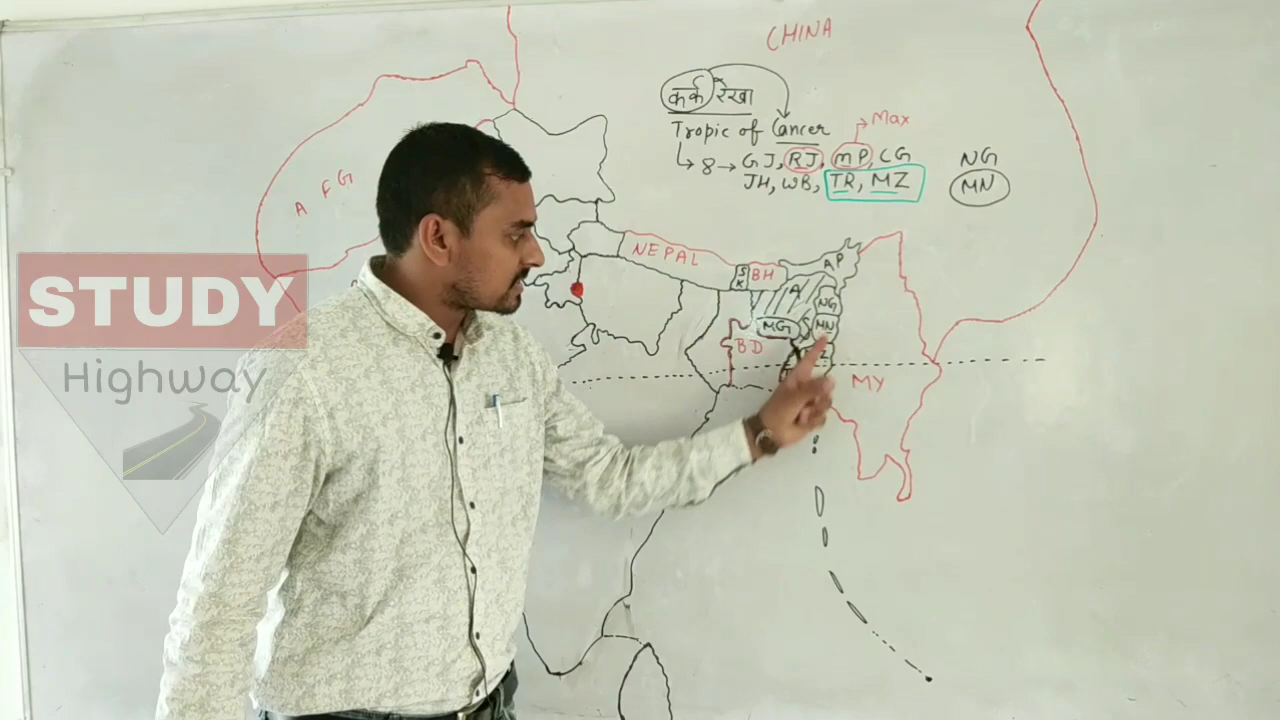 CHINA
कर्क रेखा
Tropic of Cancer
Max
8 → GJ, RJ, MP, CG
JH, WB, TR, MZ
NG
MN
AFG
NEPAL
SK
BH
AP
A
NG
MG
MN
BD
MY
STUDY
Highway